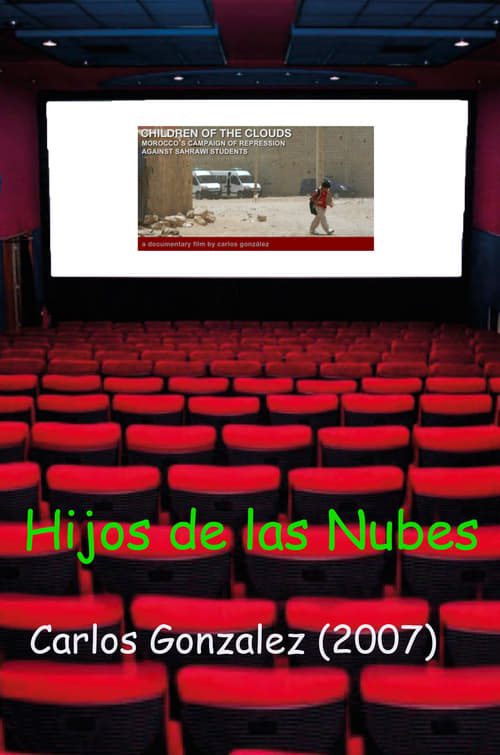 CHILDREN OF THE CLOUDS
MOROCCO'S CAMPAIGN OF REPRESSION
AGAINST SAHRAWI STUDENTS
a documentary film by carlos gonzález
Hijos de las Nubes
Carlos Gonzalez (2007)